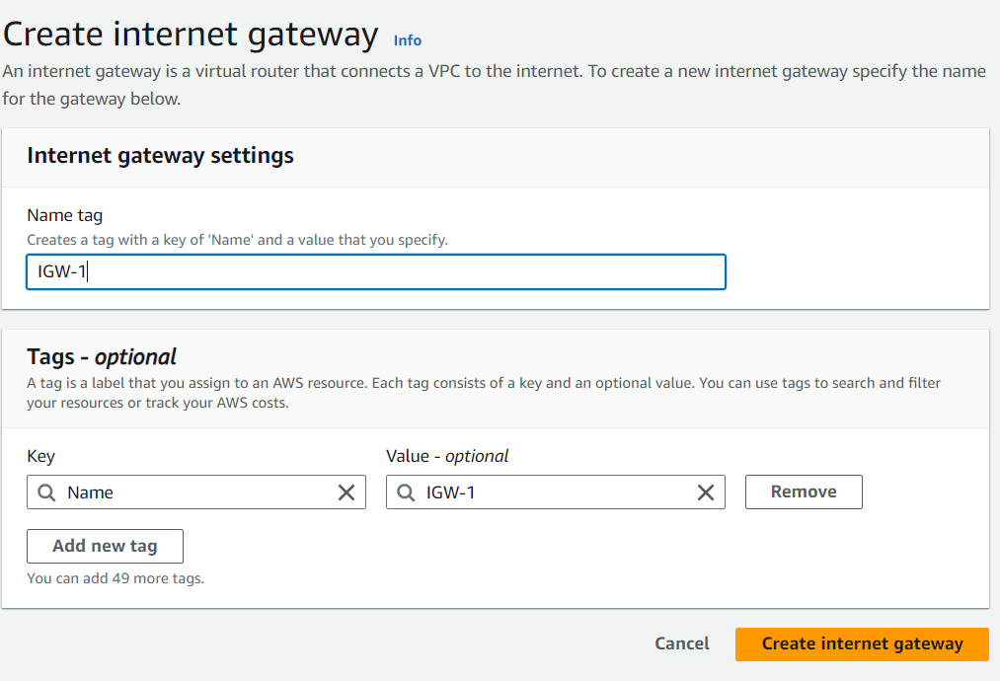 Create internet gateway Info
An internet gateway is a virtual router that connects a VPC to the internet. To create a new internet gateway specify the name
for the gateway below.
Internet gateway settings
Name tag
Creates a tag with a key of 'Name' and a value that you specify.
IGW-1
Tags - optional
A tag is a label that you assign to an AWS resource. Each tag consists of a key and an optional value. You can use tags to search and filter
your resources or track your AWS costs.
Key Value - optional
Name IGW-1 Remove
Add new tag
You can add 49 more tags.
Cancel Create internet gateway